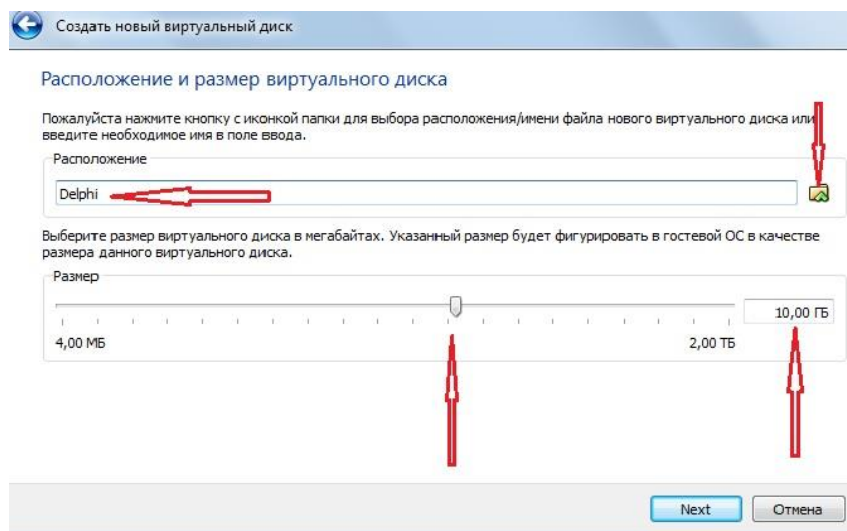 Создать новый виртуальный диск
Расположение и размер виртуального диска
Пожалуйста нажмите кнопку с иконкой папки для выбора расположения/имени файла нового виртуального диска или
введите необходимое имя в поле ввода.
Расположение
Delphi
Выберите размер виртуального диска в мегабайтах. Указанный размер будет фигурировать в гостевой ОС в качестве
размера данного виртуального диска.
Размер
10,00 ГБ
4,00 МБ 2,00 ТБ
Next Отмена